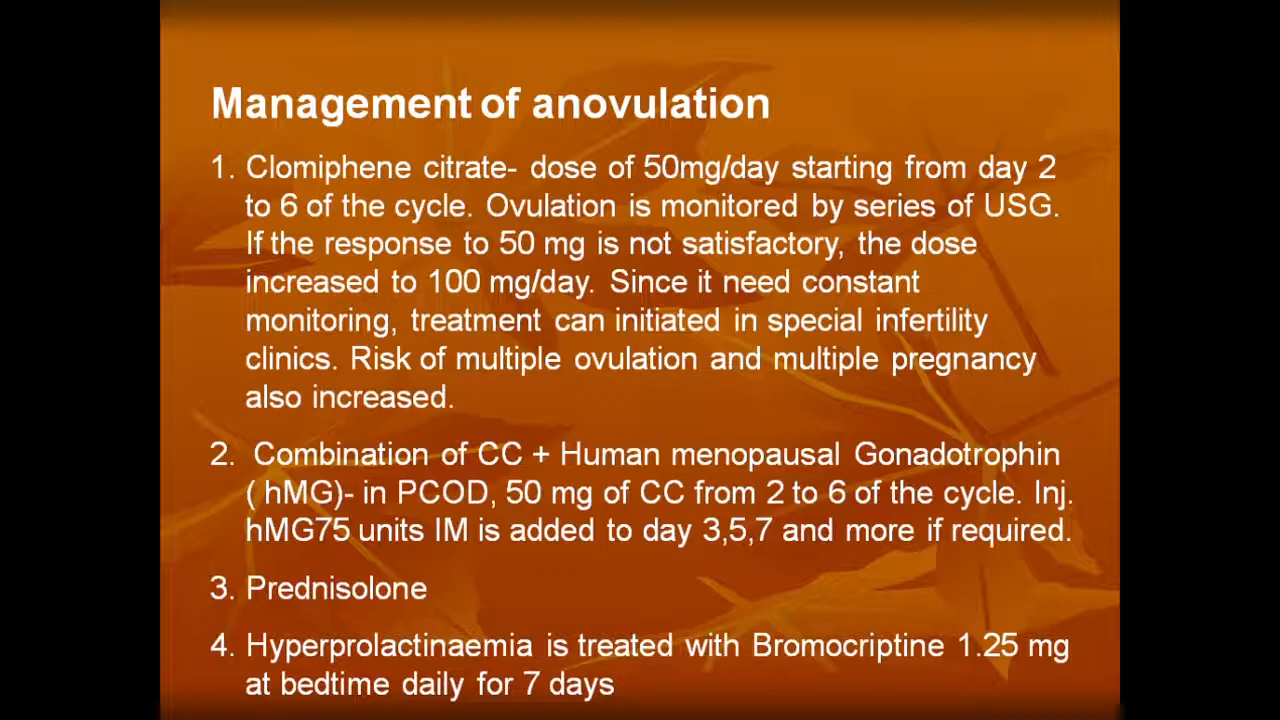 Management of anovulation
1. Clomiphene citrate- dose of 50mg/day starting from day 2
to 6 of the cycle. Ovulation is monitored by series of USG.
If the response to 50 mg is not satisfactory, the dose
increased to 100 mg/day. Since it need constant
monitoring, treatment can initiated in special infertility
clinics. Risk of multiple ovulation and multiple pregnancy
also increased.
2. Combination of CC + Human menopausal Gonadotrophin
( hMG)- in PCOD, 50 mg of CC from 2 to 6 of the cycle. Inj.
hMG75 units IM is added to day 3,5,7 and more if required.
3. Prednisolone
4. Hyperprolactinaemia is treated with Bromocriptine 1.25 mg
at bedtime daily for 7 days